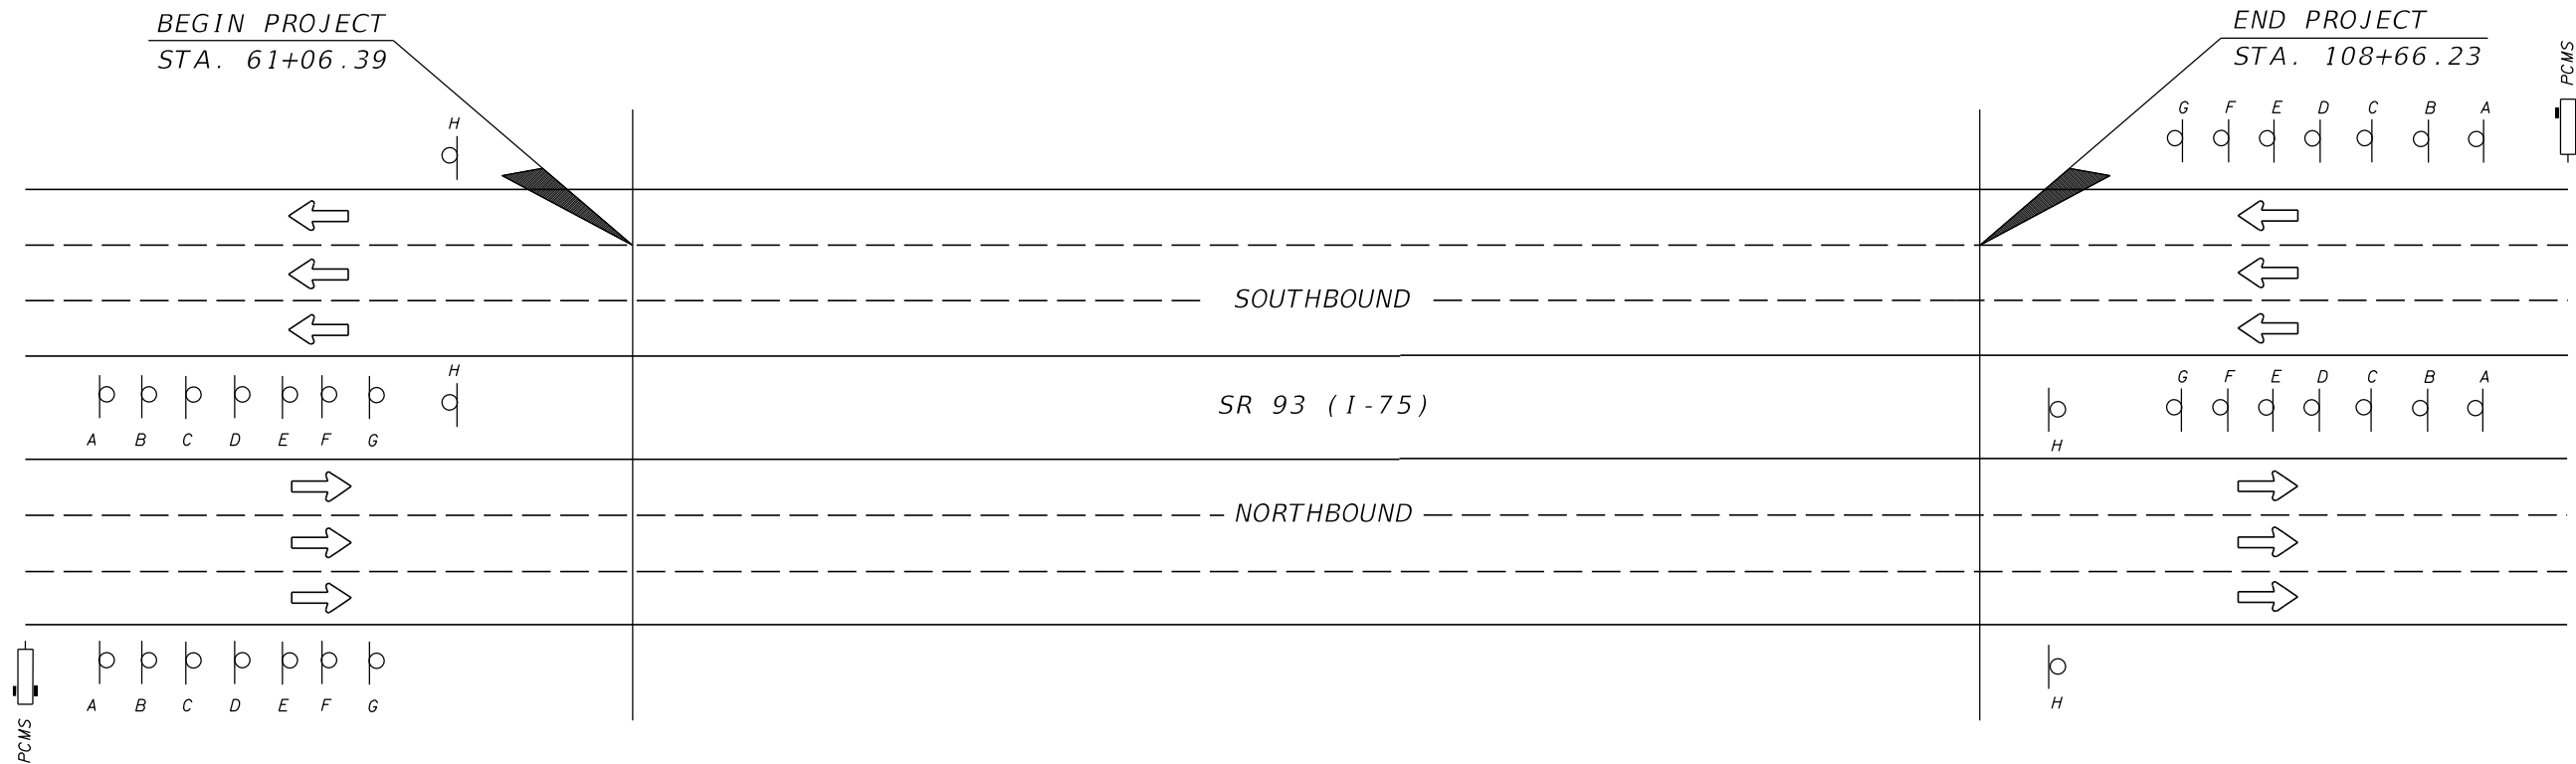 BEGIN PROJECT
STA. 61+06.39
END PROJECT
STA. 108+66.23
PCMS
H
G F E D C B A
SOUTHBOUND
H
G F E D C B A
SR 93 (I-75)
A B C D E F G
H
NORTHBOUND
A B C D E F G
H
PCMS